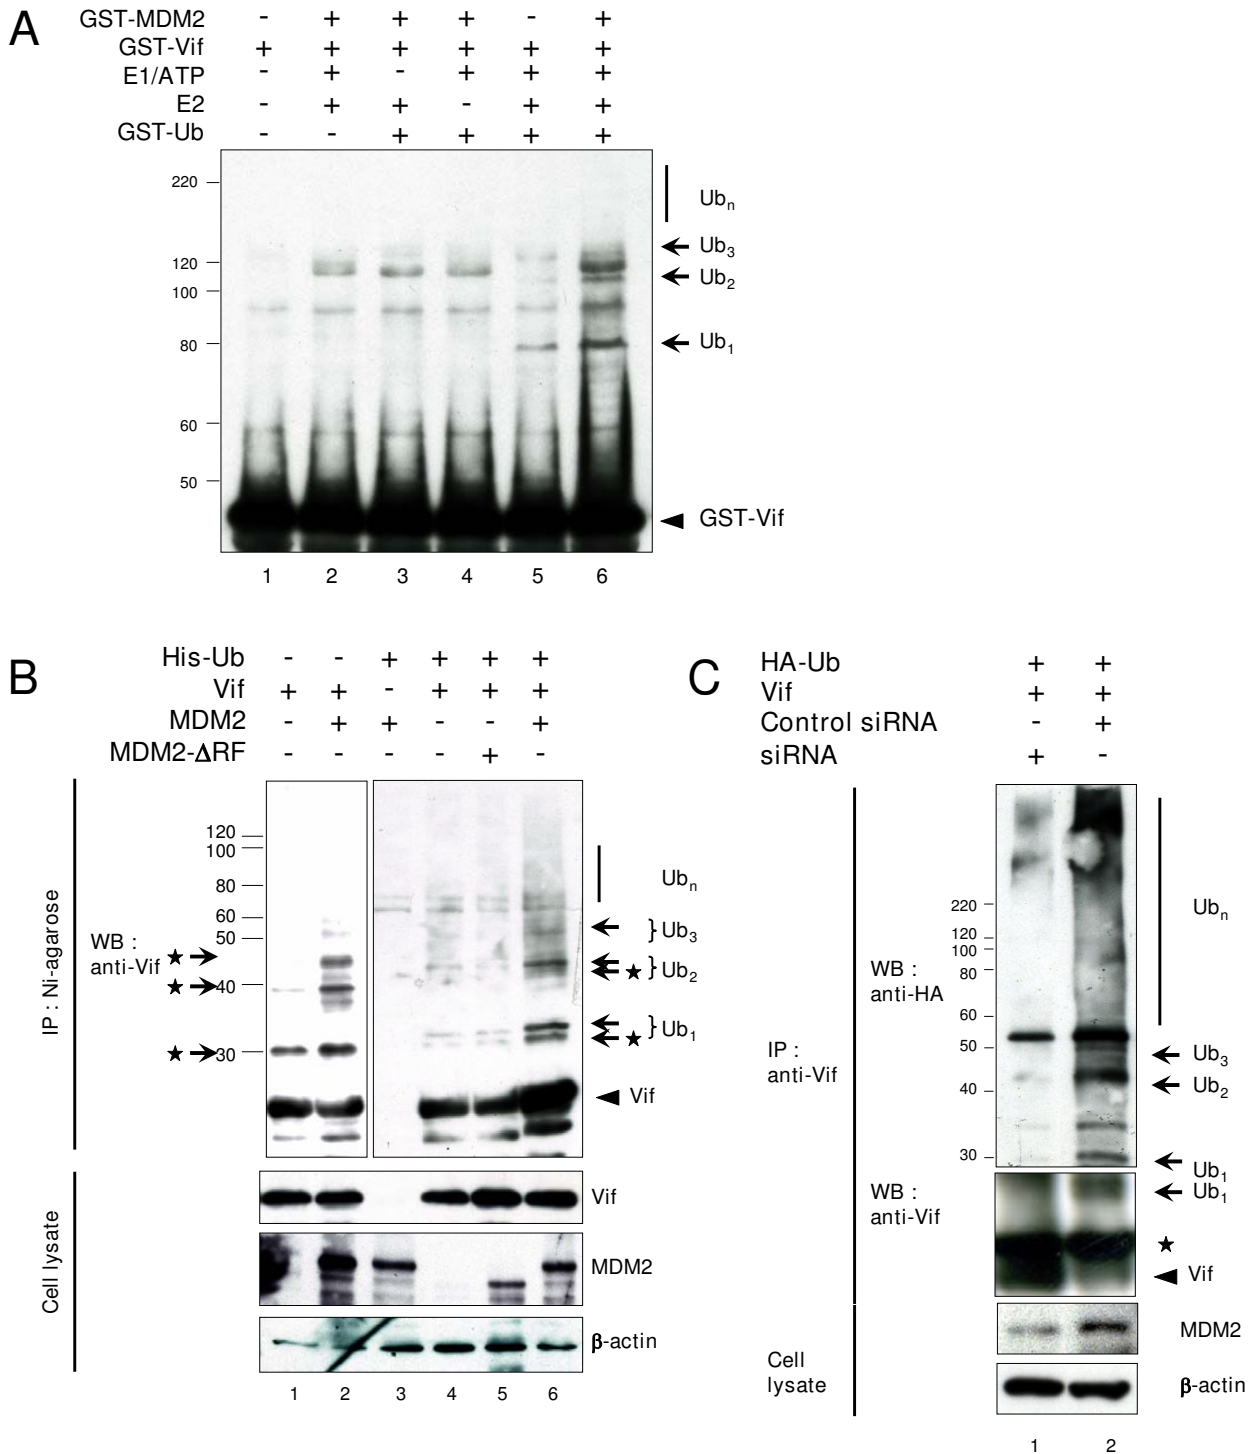 A
GST-MDM2 - + + + - +
GST-Vif + + + + + +
E1/ATP - + - + + +
E2 - + + - + +
GST-Ub - - + + + +
220
Ubn
Ub3
120
Ub2
100
80
Ub1
60
50
GST-Vif
1 2 3 4 5 6
B
His-Ub - - + + + +
Vif + + - + + +
MDM2 - + + - - +
MDM2-ΔRF - - - - + -
IP : Ni-agarose
WB :
anti-Vif
120
100
80
60
50
40
30
Ubn
} Ub3
} Ub2
} Ub1
Vif
Cell lysate
Vif
MDM2
β-actin
1 2 3 4 5 6
C
HA-Ub + +
Vif + +
Control siRNA - +
siRNA + -
IP :
anti-Vif
WB :
anti-HA
220
120
100
80
60
50
40
30
Ubn
Ub3
Ub2
Ub1
WB :
anti-Vif
Ub1
Vif
Cell
lysate
MDM2
β-actin
1 2